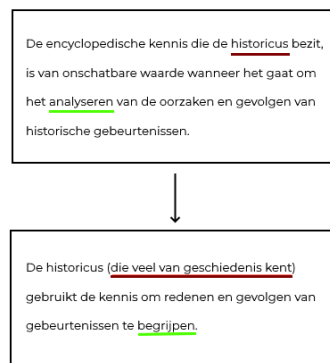 De encyclopedische kennis die de historicus bezit,
is van onschatbare waarde wanneer het gaat om
het analyseren van de oorzaken en gevolgen van
historische gebeurtenissen.
De historicus (die veel van geschiedenis kent)
gebruikt de kennis om redenen en gevolgen van
gebeurtenissen te begrijpen.